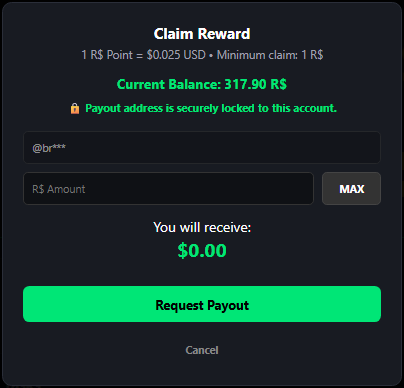 Claim Reward
1 R$ Point = $0.025 USD • Minimum claim: 1 R$
Current Balance: 317.90 R$
🔒 Payout address is securely locked to this account.
@br***
R$ Amount
MAX
You will receive:
$0.00
Request Payout
Cancel